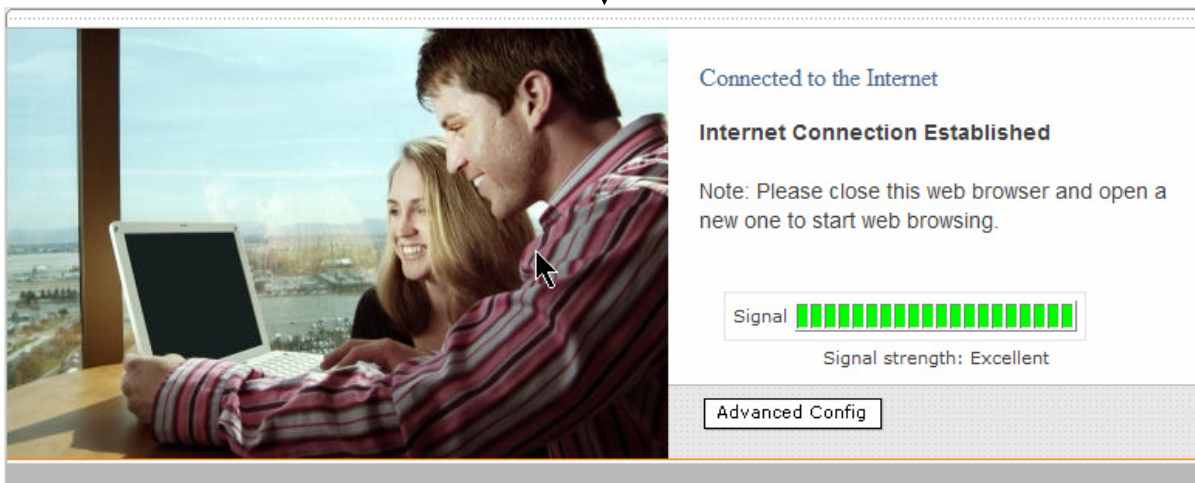 Connected to the Internet
Internet Connection Established
Note: Please close this web browser and open a
new one to start web browsing.
Signal
Signal strength: Excellent
Advanced Config